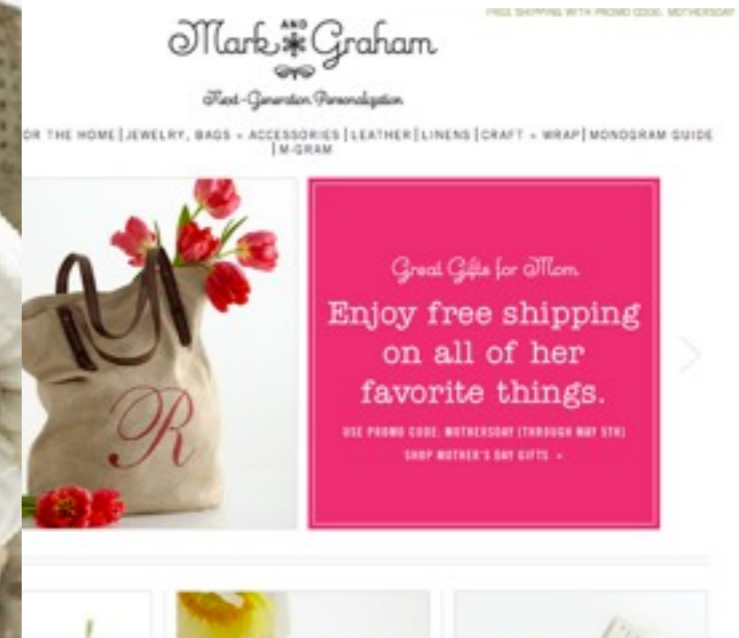 FREE SHIPPING WITH PROMO CODE: MOTHERSDAY
Mark AND Graham
Next-Generation Personalization
OR THE HOME | JEWELRY, BAGS + ACCESSORIES | LEATHER | LINENS | CRAFT + WRAP | MONOGRAM GUIDE
| M-GRAM
R
Great Gifts for Mom
Enjoy free shipping
on all of her
favorite things.
USE PROMO CODE: MOTHERSDAY (THROUGH MAY 5TH)
SHOP MOTHER'S DAY GIFTS »